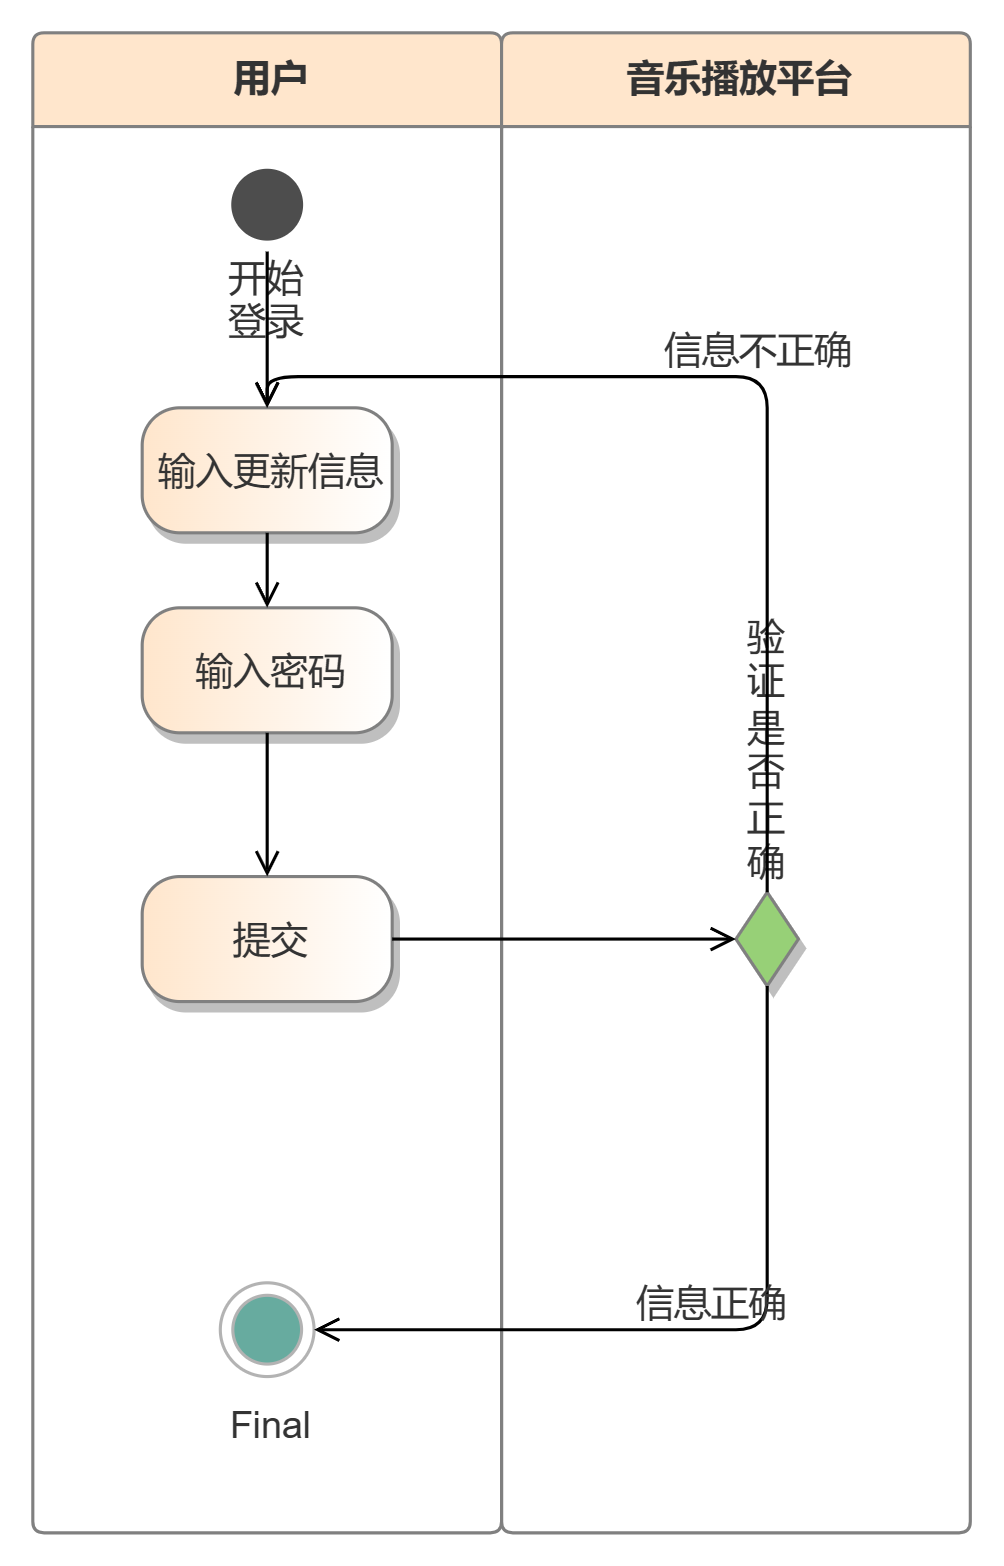 用户
音乐播放平台
开始
登录
信息不正确
输入更新信息
验
证
是
否
正
确
输入密码
提交
信息正确
Final